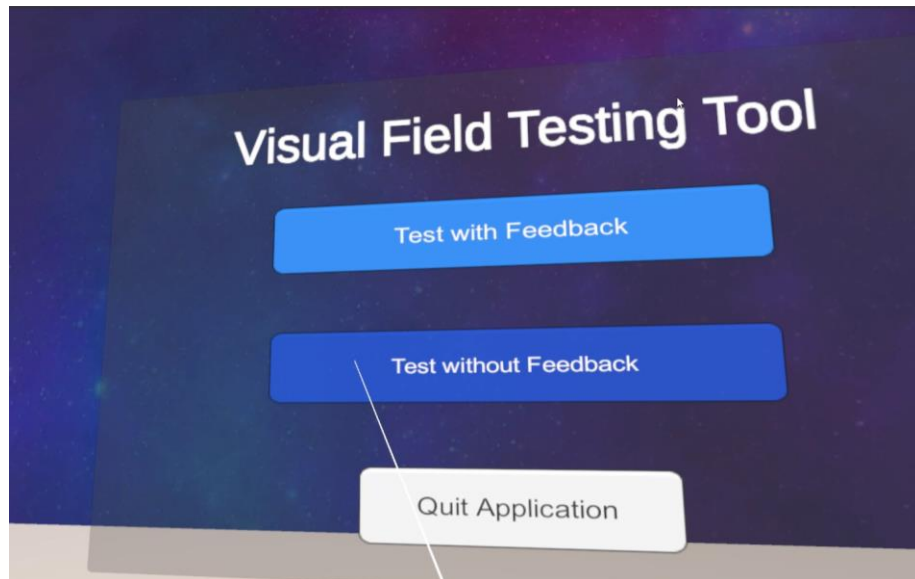 Visual Field Testing Tool
Test with Feedback
Test without Feedback
Quit Application